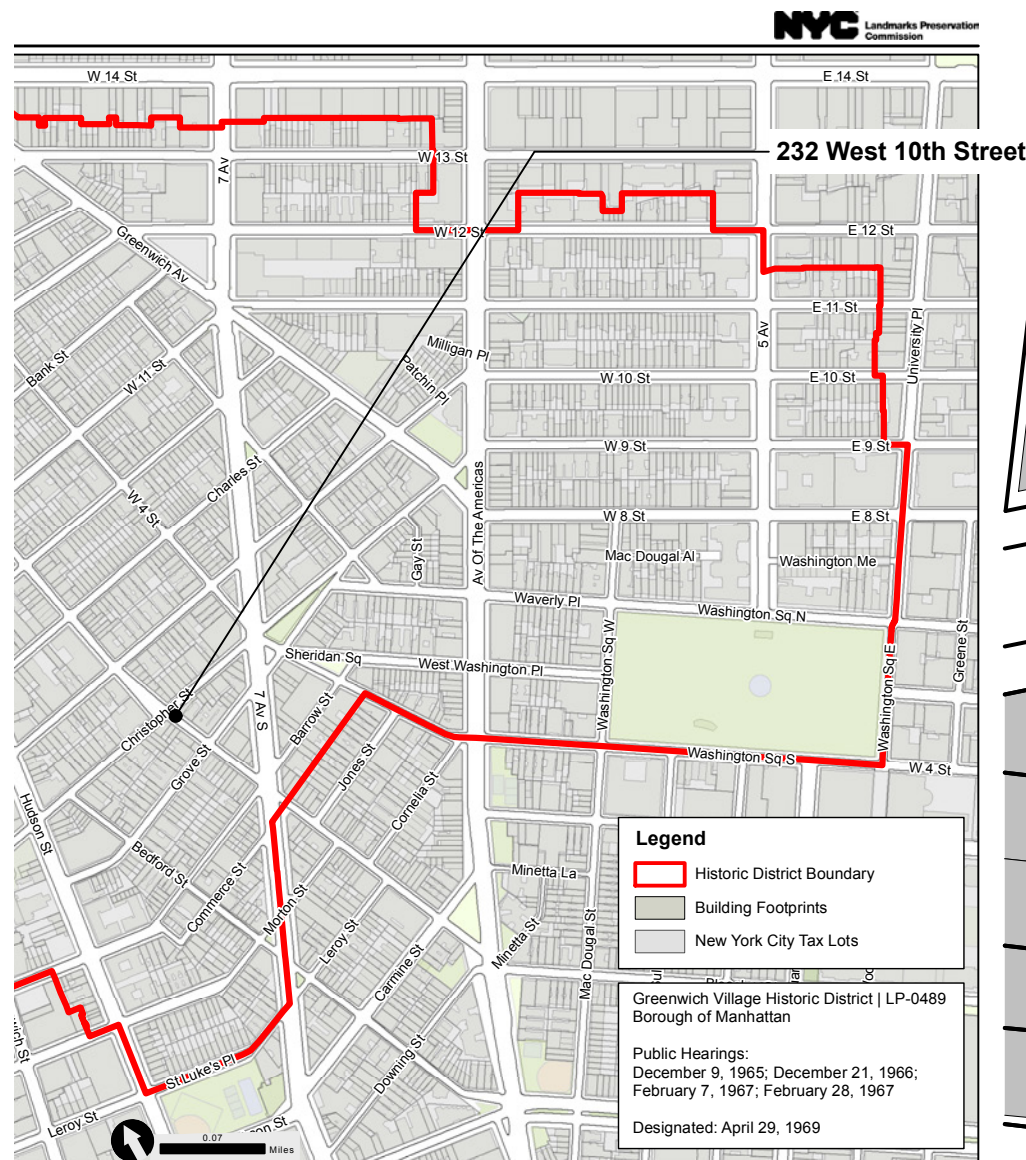 NYC Landmarks Preservation
Commission
W 14 St
E 14 St
7 Av
W 13 St
232 West 10th Street
Greenwich Av
W 12 St
E 12 St
E 11 St
5 Av
University Pl
Bank St
W 11 St
Milligan Pl
Patchin Pl
W 10 St
E 10 St
W 9 St
E 9 St
Charles St
W 4 St
Av Of The Americas
W 8 St
E 8 St
Gay St
Mac Dougal Al
Washington Me
Waverly Pl
Washington Sq N
Washington Sq W
Sheridan Sq
West Washington Pl
Washington Sq E
Greene St
Christopher St
7 Av S
Barrow St
Grove St
Jones St
Washington Sq S
W 4 St
Hudson St
Cornelia St
Bedford St
Commerce St
Morton St
Minetta La
Leroy St
Carmine St
Minetta St
Mac Dougal St
Downing St
St Luke's Pl
Leroy St
Legend
Historic District Boundary
Building Footprints
New York City Tax Lots
Greenwich Village Historic District | LP-0489
Borough of Manhattan
Public Hearings:
December 9, 1965; December 21, 1966;
February 7, 1967; February 28, 1967
Designated: April 29, 1969
0.07
Miles